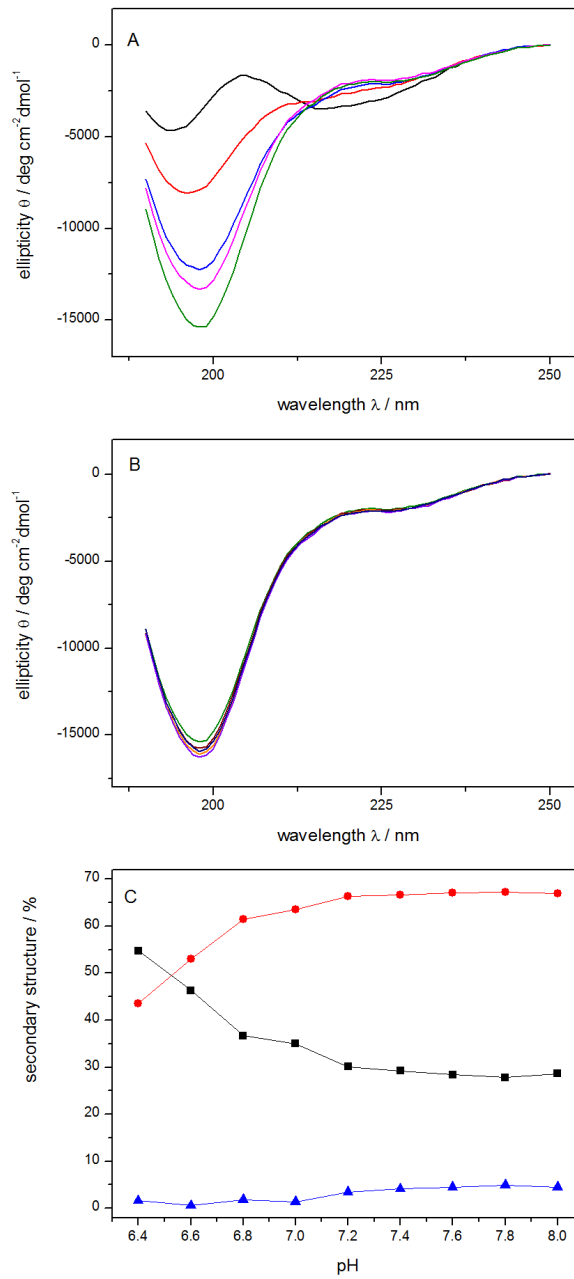 A
0
-5000
-10000
-15000
ellipticity θ / deg cm⁻²dmol⁻¹
200
225
250
wavelength λ / nm
B
0
-5000
-10000
-15000
ellipticity θ / deg cm⁻²dmol⁻¹
200
225
250
wavelength λ / nm
C
70
60
50
40
30
20
10
0
secondary structure / %
6.4 6.6 6.8 7.0 7.2 7.4 7.6 7.8 8.0
pH